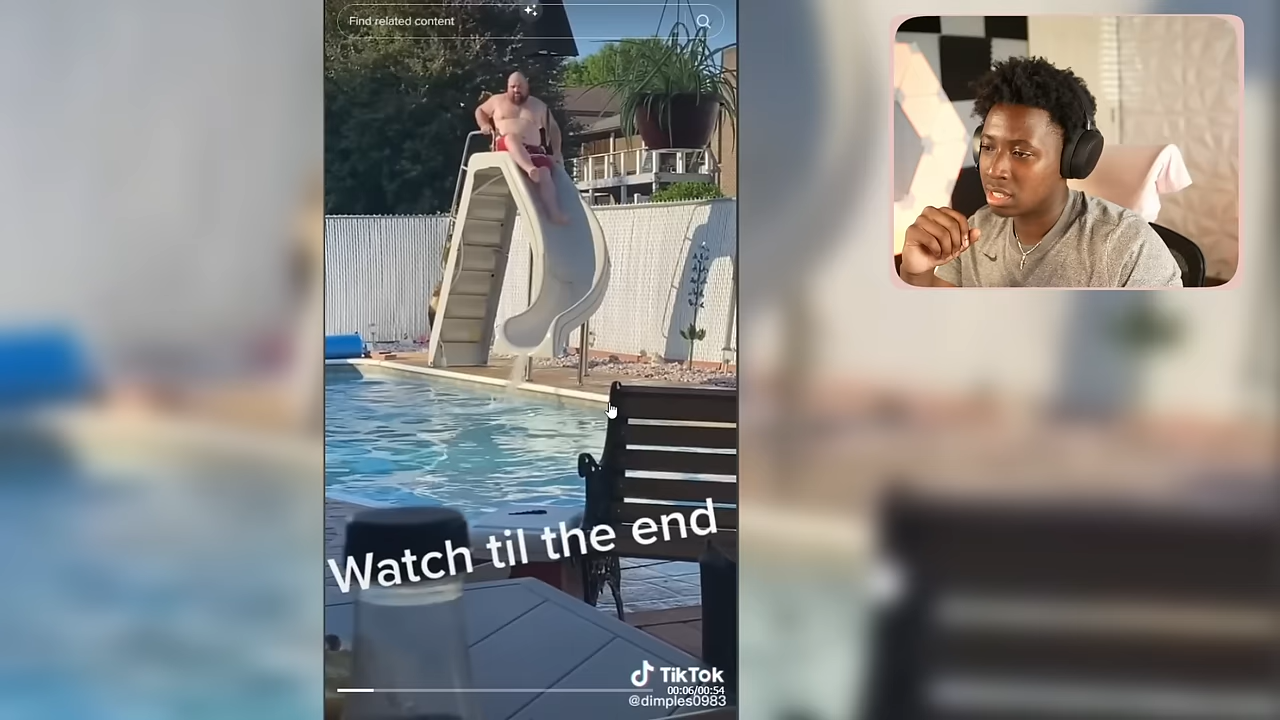 Find related content
Watch til the end
TikTok
00:06/00:54
@dimples0983